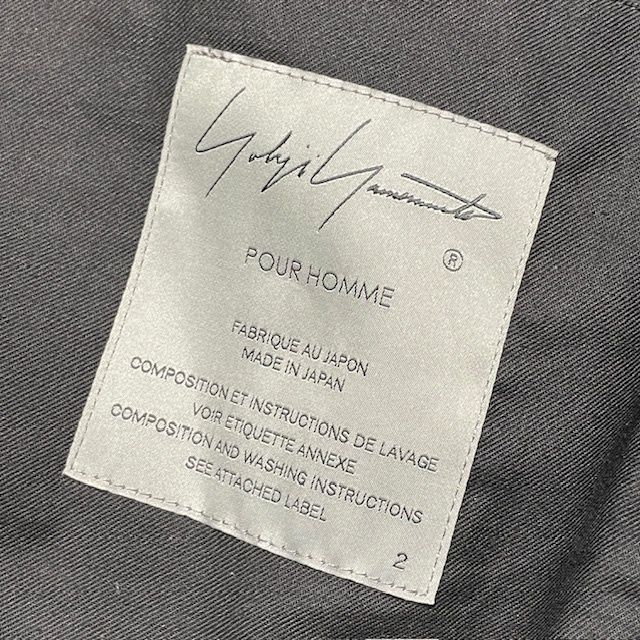 Yohji Yamamoto
®
POUR HOMME
FABRIQUE AU JAPON
MADE IN JAPAN
COMPOSITION ET INSTRUCTIONS DE LAVAGE
VOIR ETIQUETTE ANNEXE
COMPOSITION AND WASHING INSTRUCTIONS
SEE ATTACHED LABEL
2